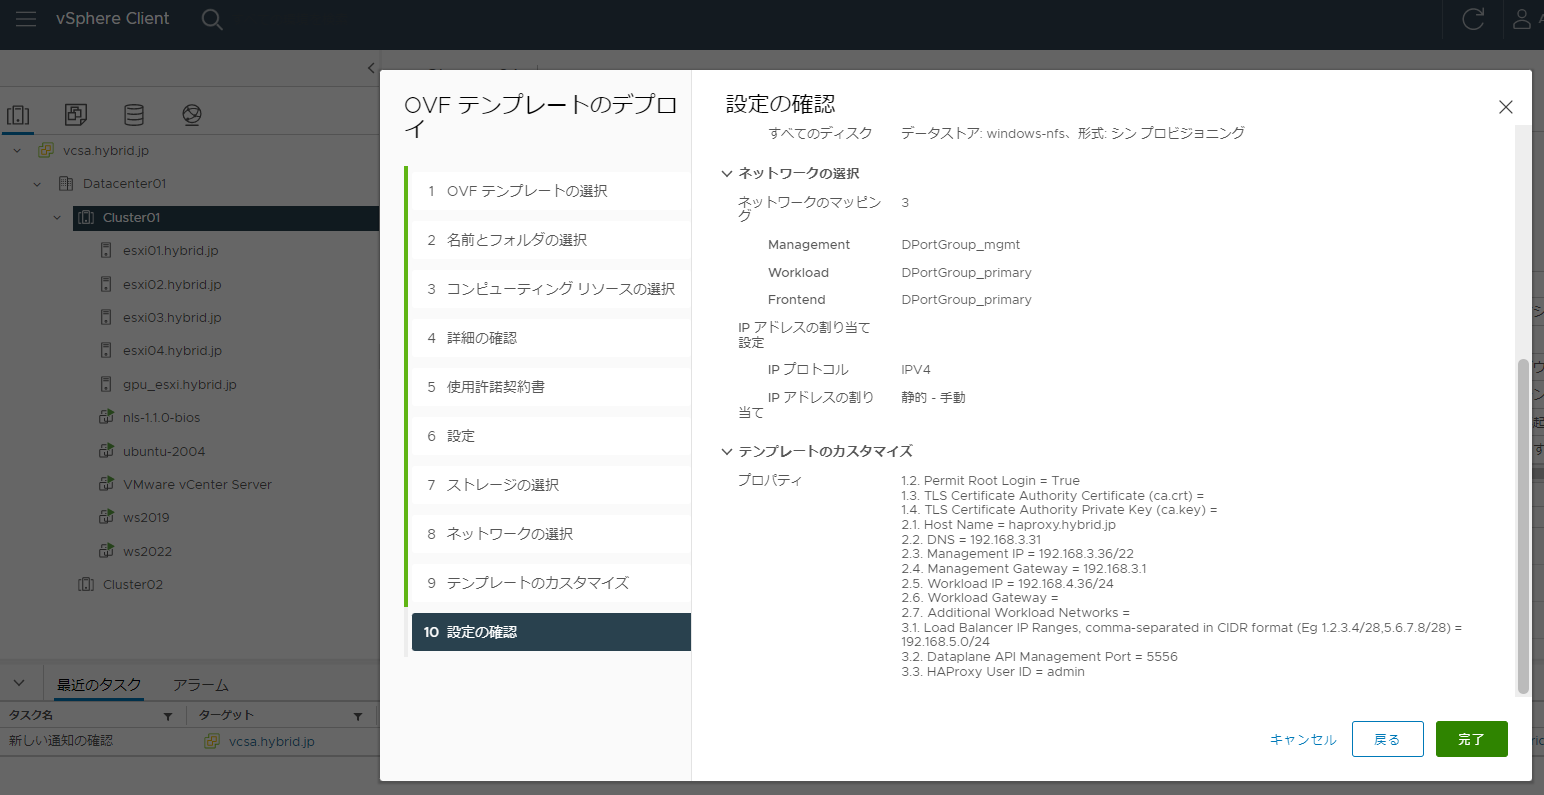 vSphere Client
A
vcsa.hybrid.jp
Datacenter01
Cluster01
esxi01.hybrid.jp
esxi02.hybrid.jp
esxi03.hybrid.jp
esxi04.hybrid.jp
gpu_esxi.hybrid.jp
nls-1.1.0-bios
ubuntu-2004
VMware vCenter Server
ws2019
ws2022
Cluster02
最近のタスク
アラーム
タスク名
ターゲット
新しい通知の確認
vcsa.hybrid.jp
OVF テンプレートのデプロ
イ
1 OVF テンプレートの選択
2 名前とフォルダの選択
3 コンピューティング リソースの選択
4 詳細の確認
5 使用許諾契約書
6 設定
7 ストレージの選択
8 ネットワークの選択
9 テンプレートのカスタマイズ
10 設定の確認
設定の確認
すべてのディスク データストア: windows-nfs、形式: シン プロビジョニング
ネットワークの選択
ネットワークのマッピン
グ
3
Management DPortGroup_mgmt
Workload DPortGroup_primary
Frontend DPortGroup_primary
IP アドレスの割り当て
設定
IP プロトコル IPV4
IP アドレスの割り
当て
静的 - 手動
テンプレートのカスタマイズ
プロパティ
1.2. Permit Root Login = True
1.3. TLS Certificate Authority Certificate (ca.crt) =
1.4. TLS Certificate Authority Private Key (ca.key) =
2.1. Host Name = haproxy.hybrid.jp
2.2. DNS = 192.168.3.31
2.3. Management IP = 192.168.3.36/22
2.4. Management Gateway = 192.168.3.1
2.5. Workload IP = 192.168.4.36/24
2.6. Workload Gateway =
2.7. Additional Workload Networks =
3.1. Load Balancer IP Ranges, comma-separated in CIDR format (Eg 1.2.3.4/28,5.6.7.8/28) =
192.168.5.0/24
3.2. Dataplane API Management Port = 5556
3.3. HAProxy User ID = admin
キャンセル
戻る
完了